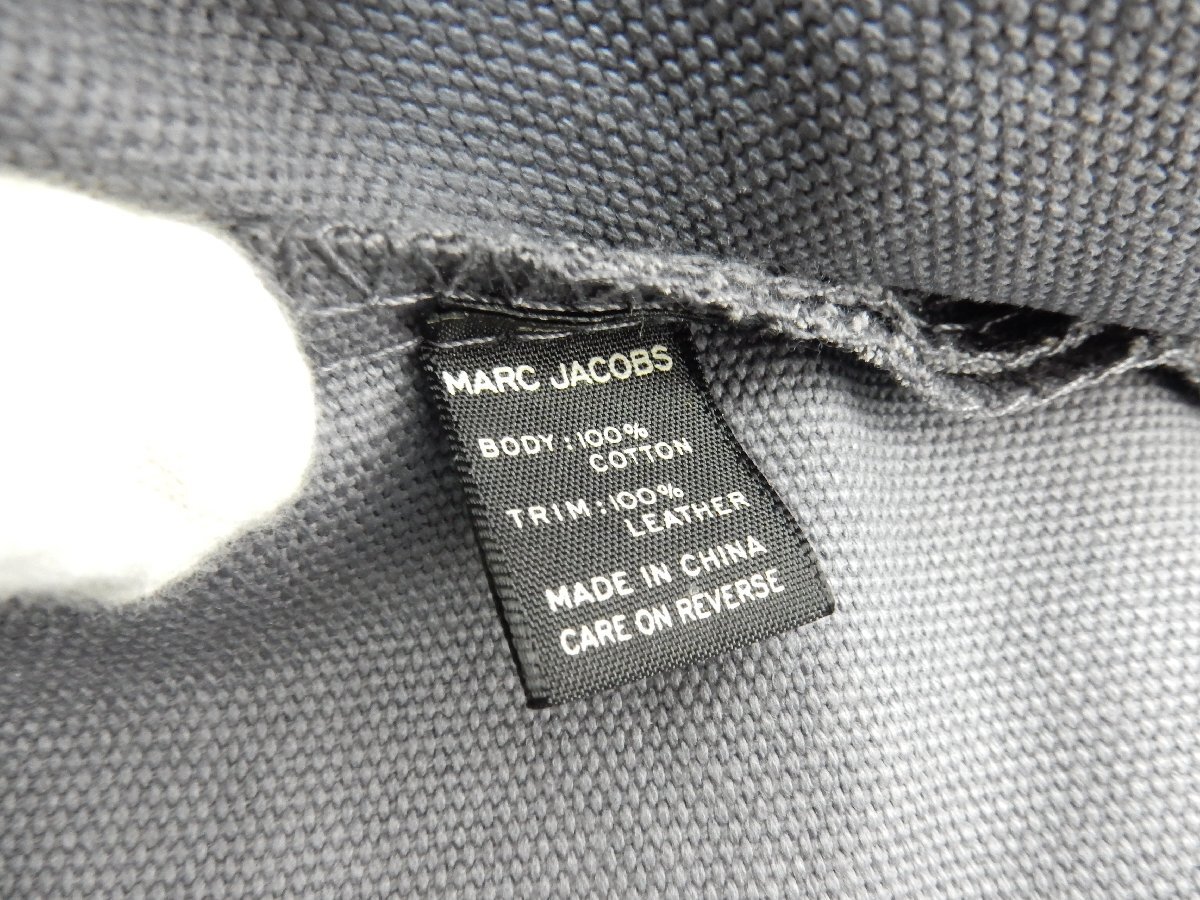 MARC JACOBS
BODY: 100%
COTTON
TRIM: 100%
LEATHER
MADE IN CHINA
CARE ON REVERSE